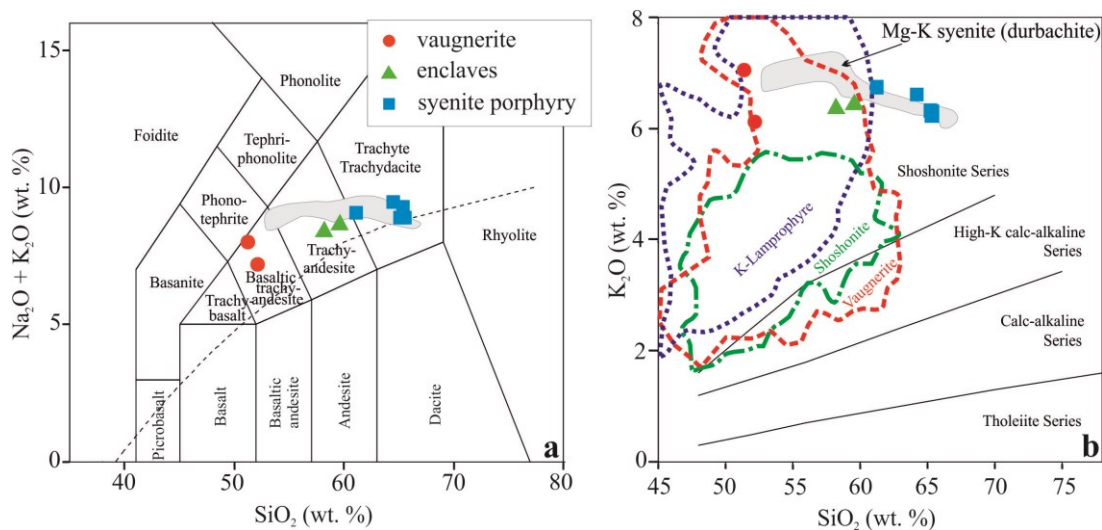 vaugnerite
enclaves
syenite porphyry
Phonolite
Foidite
Tephri-
phonolite
Trachyte
Trachydacite
Phono-
tephrite
Basanite
Trachy-
basalt
Basaltic
trachy-
andesite
Trachy-
andesite
Rhyolite
Picrobasalt
Basalt
Basaltic
andesite
Andesite
Dacite
a
15
10
5
0
40
50
60
70
80
Na2O + K2O (wt. %)
SiO2 (wt. %)
Mg-K syenite (durbachite)
Shoshonite Series
High-K calc-alkaline
Series
Calc-alkaline
Series
Tholeiite Series
K-Lamprophyre
Shoshonite
Vaugnerite
b
8
6
4
2
0
45
50
55
60
65
70
75
K2O (wt. %)
SiO2 (wt. %)